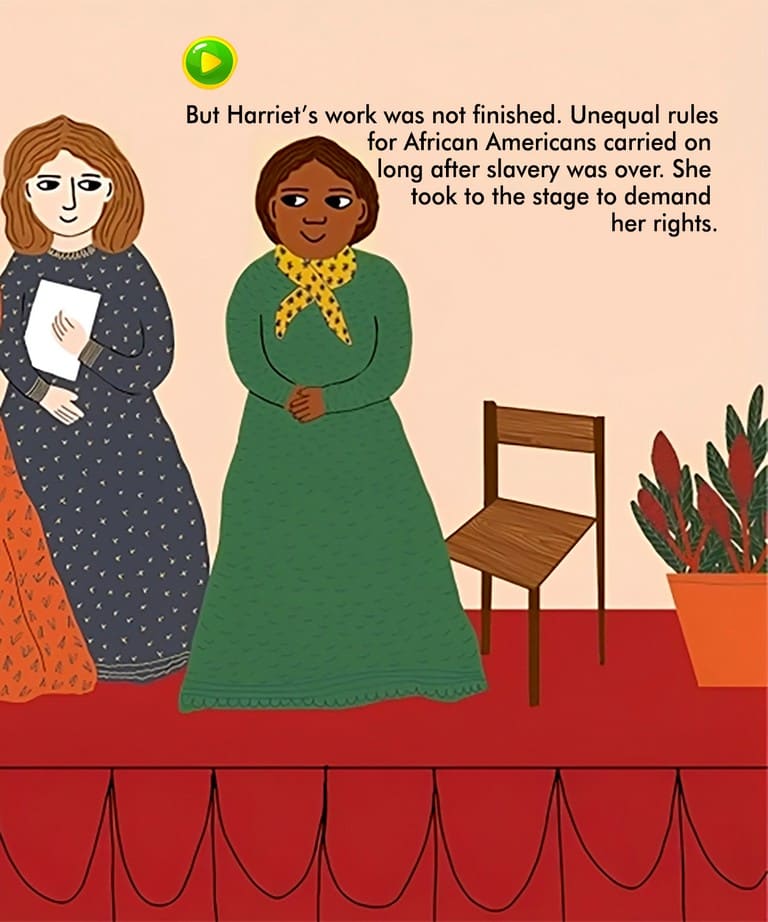 But Harriet’s work was not finished. Unequal rules
for African Americans carried on
long after slavery was over. She
took to the stage to demand
her rights.